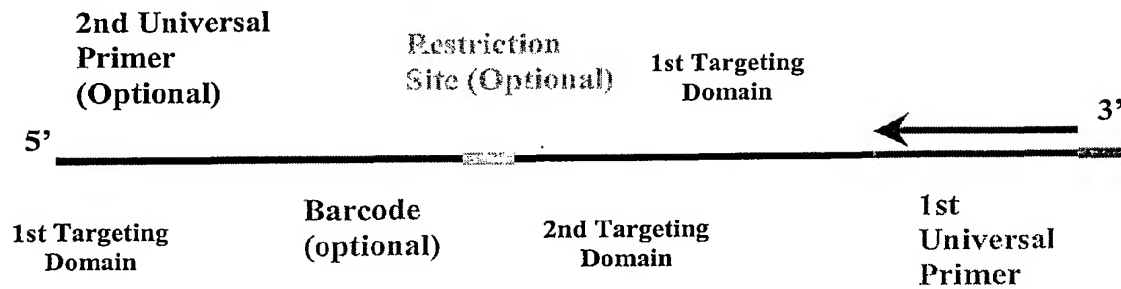 2nd Universal
Primer
(Optional)
Restriction
Site (Optional)
1st Targeting
Domain
3'
5'
1st Targeting
Domain
Barcode
(optional)
2nd Targeting
Domain
1st
Universal
Primer